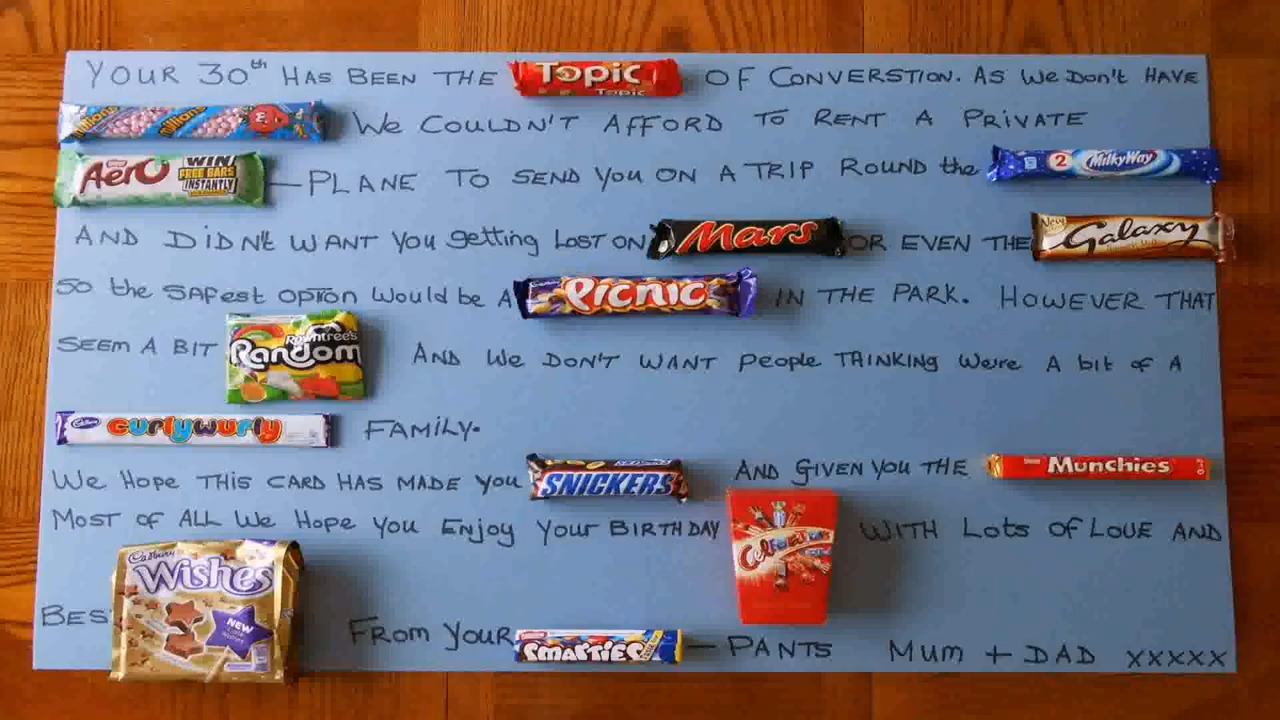 YOUR 30th HAS BEEN THE Topic OF CONVERSTION. AS WE DON'T HAVE
millions millions WE COULDN'T AFFORD TO RENT A PRIVATE
Aero WIN FREE BARS INSTANTLY – PLANE TO SEND YOU ON A TRIP ROUND the 2 MilkyWay
AND DIDN't WANT YOU getting LOST ON Mars OR EVEN THE New Galaxy
SO the SAFEST OPTION Would be A Picnic IN THE PARK. HOWEVER THAT
SEEM A BIT Rowntree's Random AND WE DON'T WANT People THINKING Were A bit of A
Cadbury curlywurly FAMILY.
WE HOPE THIS CARD HAS MADE YOU SNICKERS AND GIVEN YOU THE Munchies
MOST OF ALL WE HOPE YOU ENJOY YOUR BIRTHDAY Celebrations WITH LOTS OF LOVE AND
BES Cadbury Wishes NEW FROM YOUR SMARTIES – PANTS MUM + DAD XXXXX